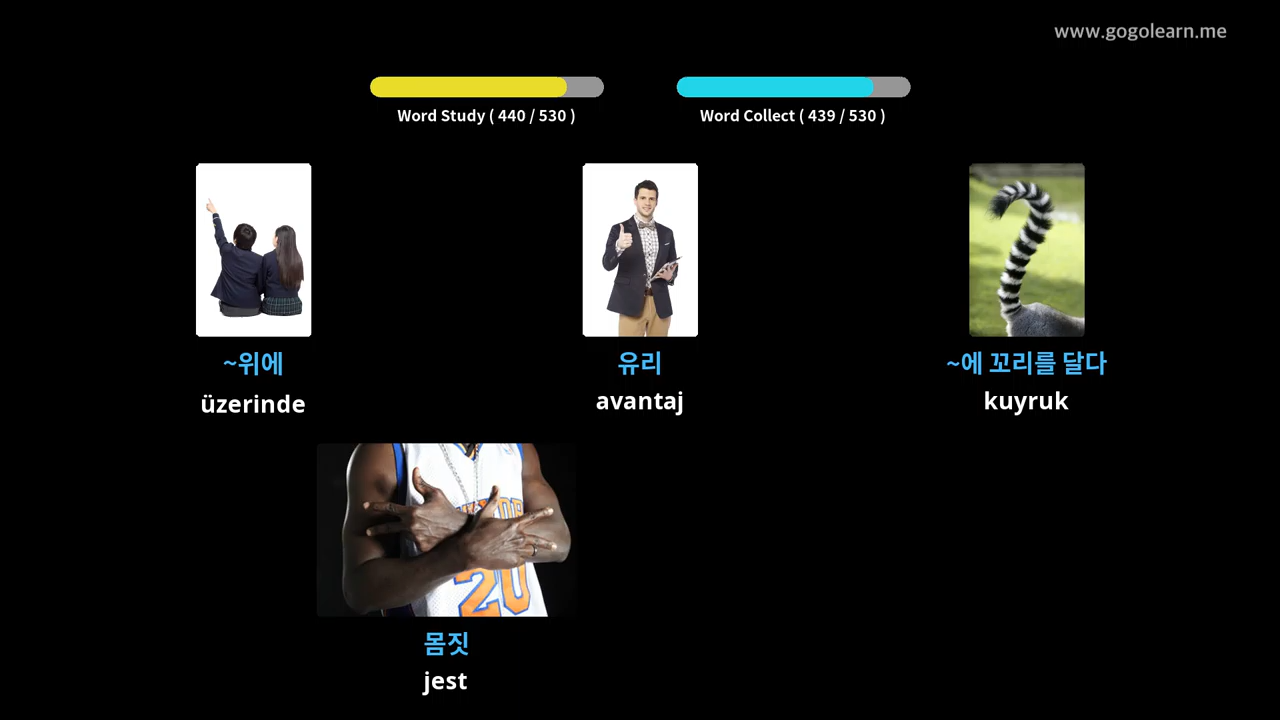 www.gogolearn.me
Word Study ( 440 / 530 )
Word Collect ( 439 / 530 )
~위에
üzerinde
유리
avantaj
~에 꼬리를 달다
kuyruk
20
몸짓
jest